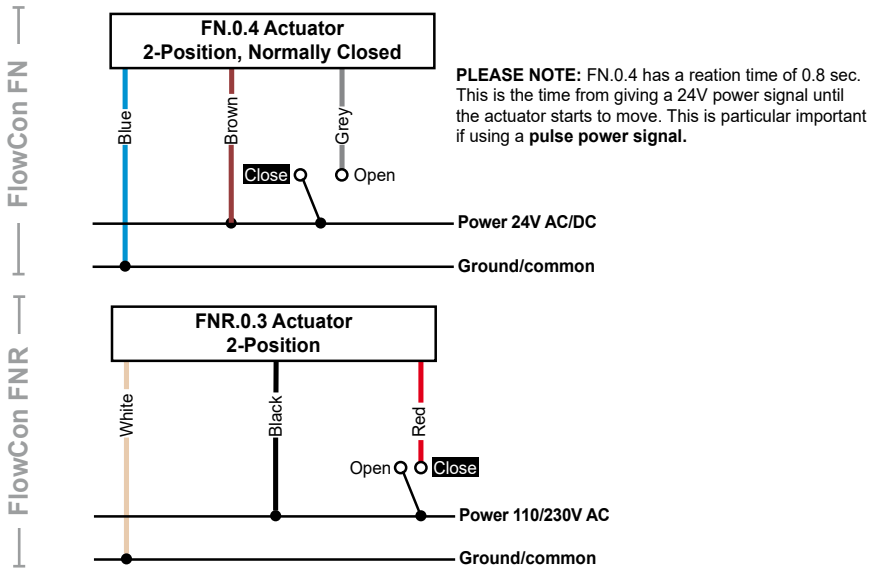 FlowCon FN
FN.0.4 Actuator
2-Position, Normally Closed
Blue
Brown
Grey
Close
Open
Power 24V AC/DC
Ground/common
PLEASE NOTE: FN.0.4 has a reation time of 0.8 sec.
This is the time from giving a 24V power signal until
the actuator starts to move. This is particular important
if using a pulse power signal.
FlowCon FNR
FNR.0.3 Actuator
2-Position
White
Black
Red
Open
Close
Power 110/230V AC
Ground/common